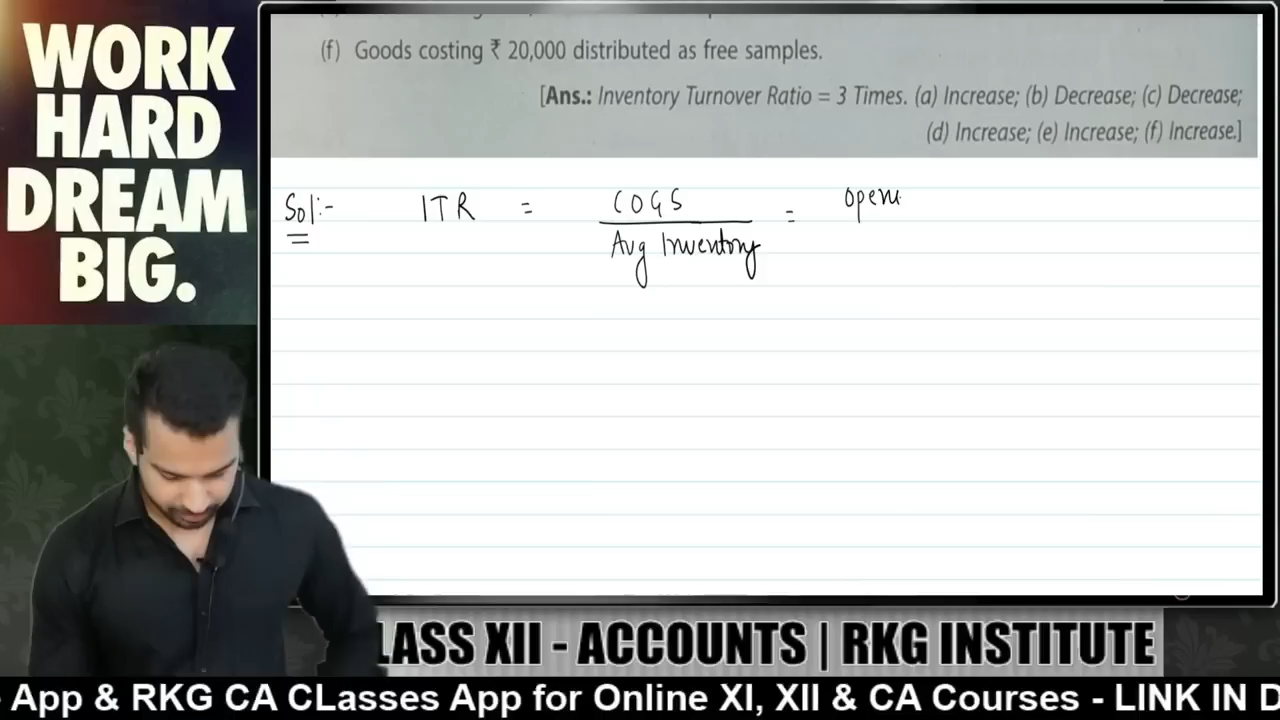 WORK
HARD
DREAM
BIG.
(f) Goods costing ₹ 20,000 distributed as free samples.
[Ans.: Inventory Turnover Ratio = 3 Times. (a) Increase; (b) Decrease; (c) Decrease;
(d) Increase; (e) Increase; (f) Increase.]
Sol:- ITR = COGS =
Avg Inventory
LASS XII - ACCOUNTS | RKG INSTITUTE
App & RKG CA CLasses App for Online XI, XII & CA Courses - LINK IN D